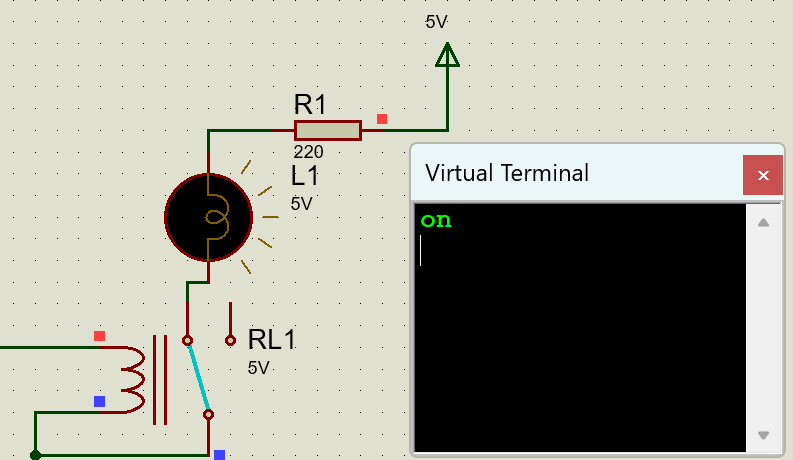 5V
R1
220
L1
5V
RL1
5V
Virtual Terminal
on